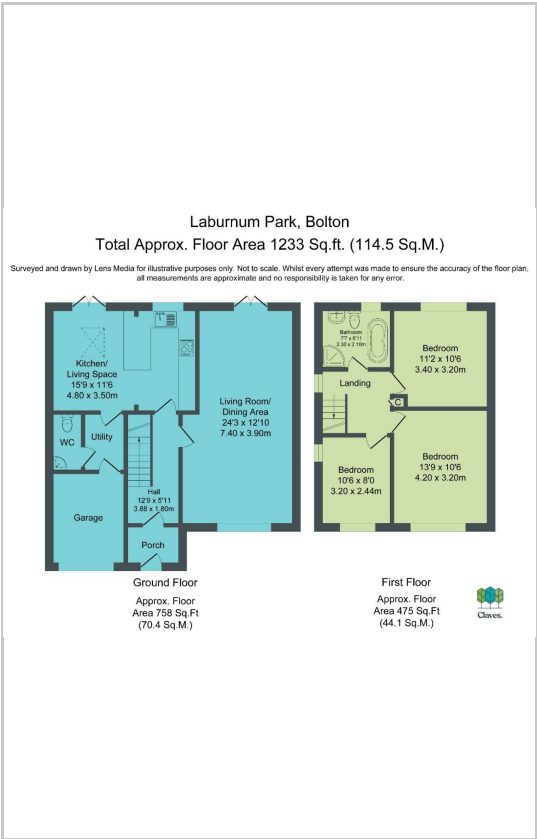 Laburnum Park, Bolton
Total Approx. Floor Area 1233 Sq.ft. (114.5 Sq.M.)
Surveyed and drawn by Lens Media for illustrative purposes only. Not to scale. Whilst every attempt was made to ensure the accuracy of the floor plan,
all measurements are approximate and no responsibility is taken for any error.
Kitchen/
Living Space
15'9 x 11'6
4.80 x 3.50m
Living Room/
Dining Area
24'3 x 12'10
7.40 x 3.90m
WC
Utility
Hall
12'9 x 5'11
3.88 x 1.80m
Garage
Porch
Ground Floor
Approx. Floor
Area 758 Sq.Ft
(70.4 Sq.M.)
Bathroom
7'7 x 6'11
2.30 x 2.10m
Bedroom
11'2 x 10'6
3.40 x 3.20m
Landing
C
Bedroom
10'6 x 8'0
3.20 x 2.44m
Bedroom
13'9 x 10'6
4.20 x 3.20m
First Floor
Approx. Floor
Area 475 Sq.Ft
(44.1 Sq.M.)
Claves.